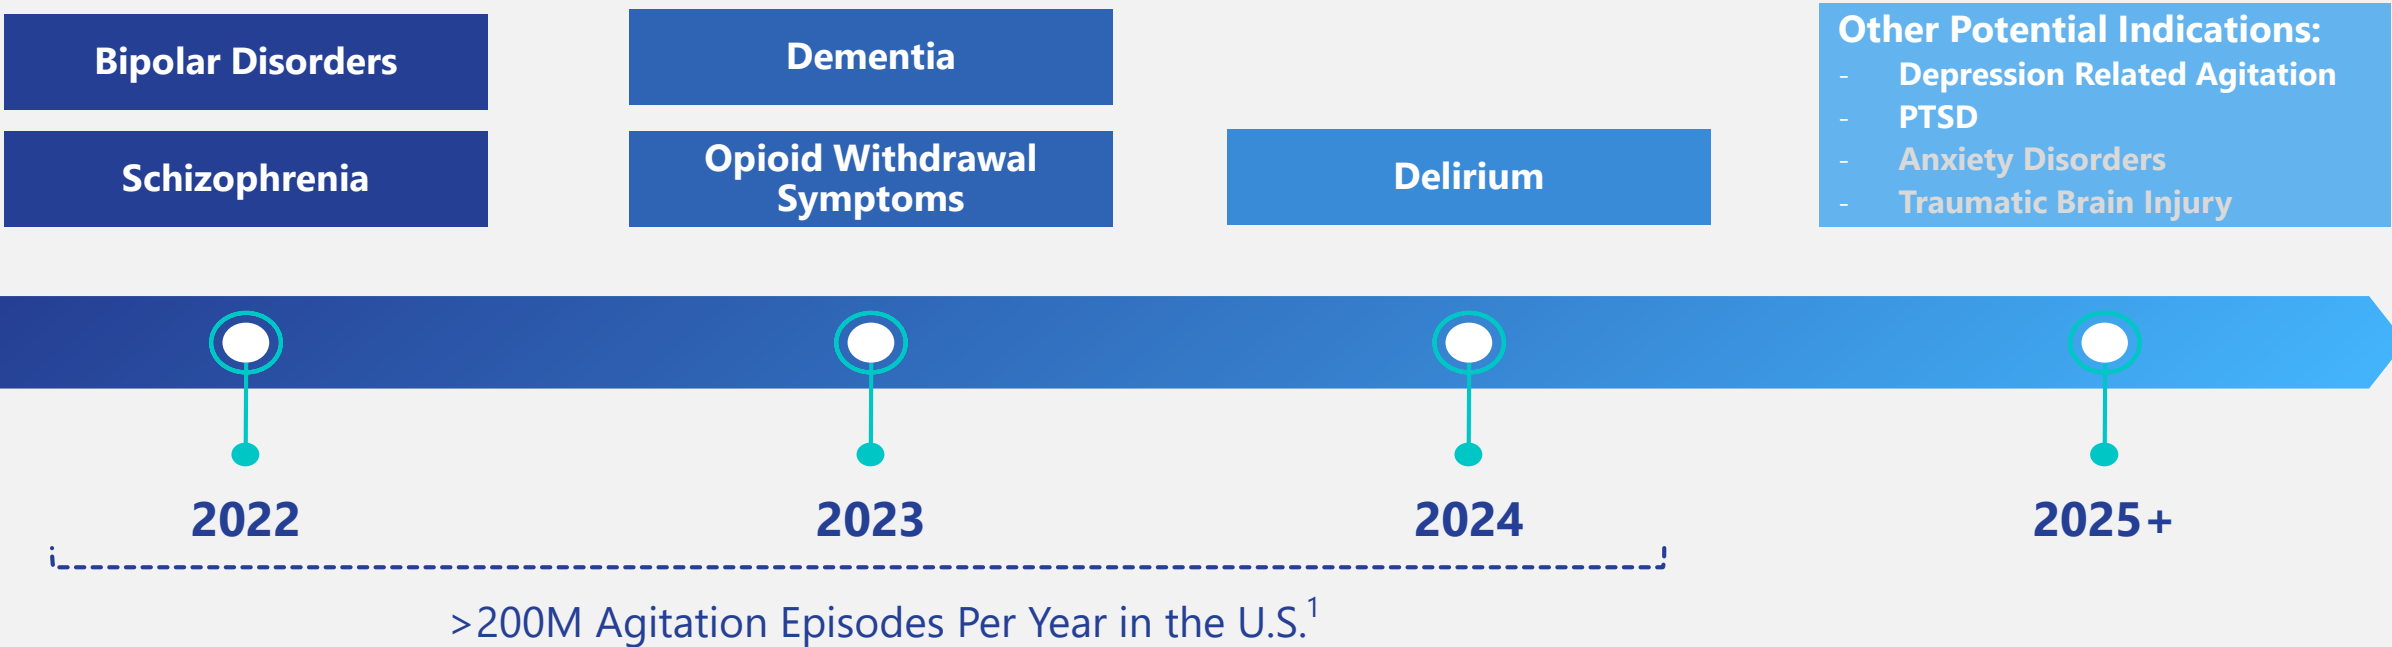 Bipolar Disorders
Schizophrenia
Dementia
Opioid Withdrawal
Symptoms
Delirium
Other Potential Indications:
- Depression Related Agitation
- PTSD
- Anxiety Disorders
- Traumatic Brain Injury
2022
2023
2024
2025+
>200M Agitation Episodes Per Year in the U.S.1